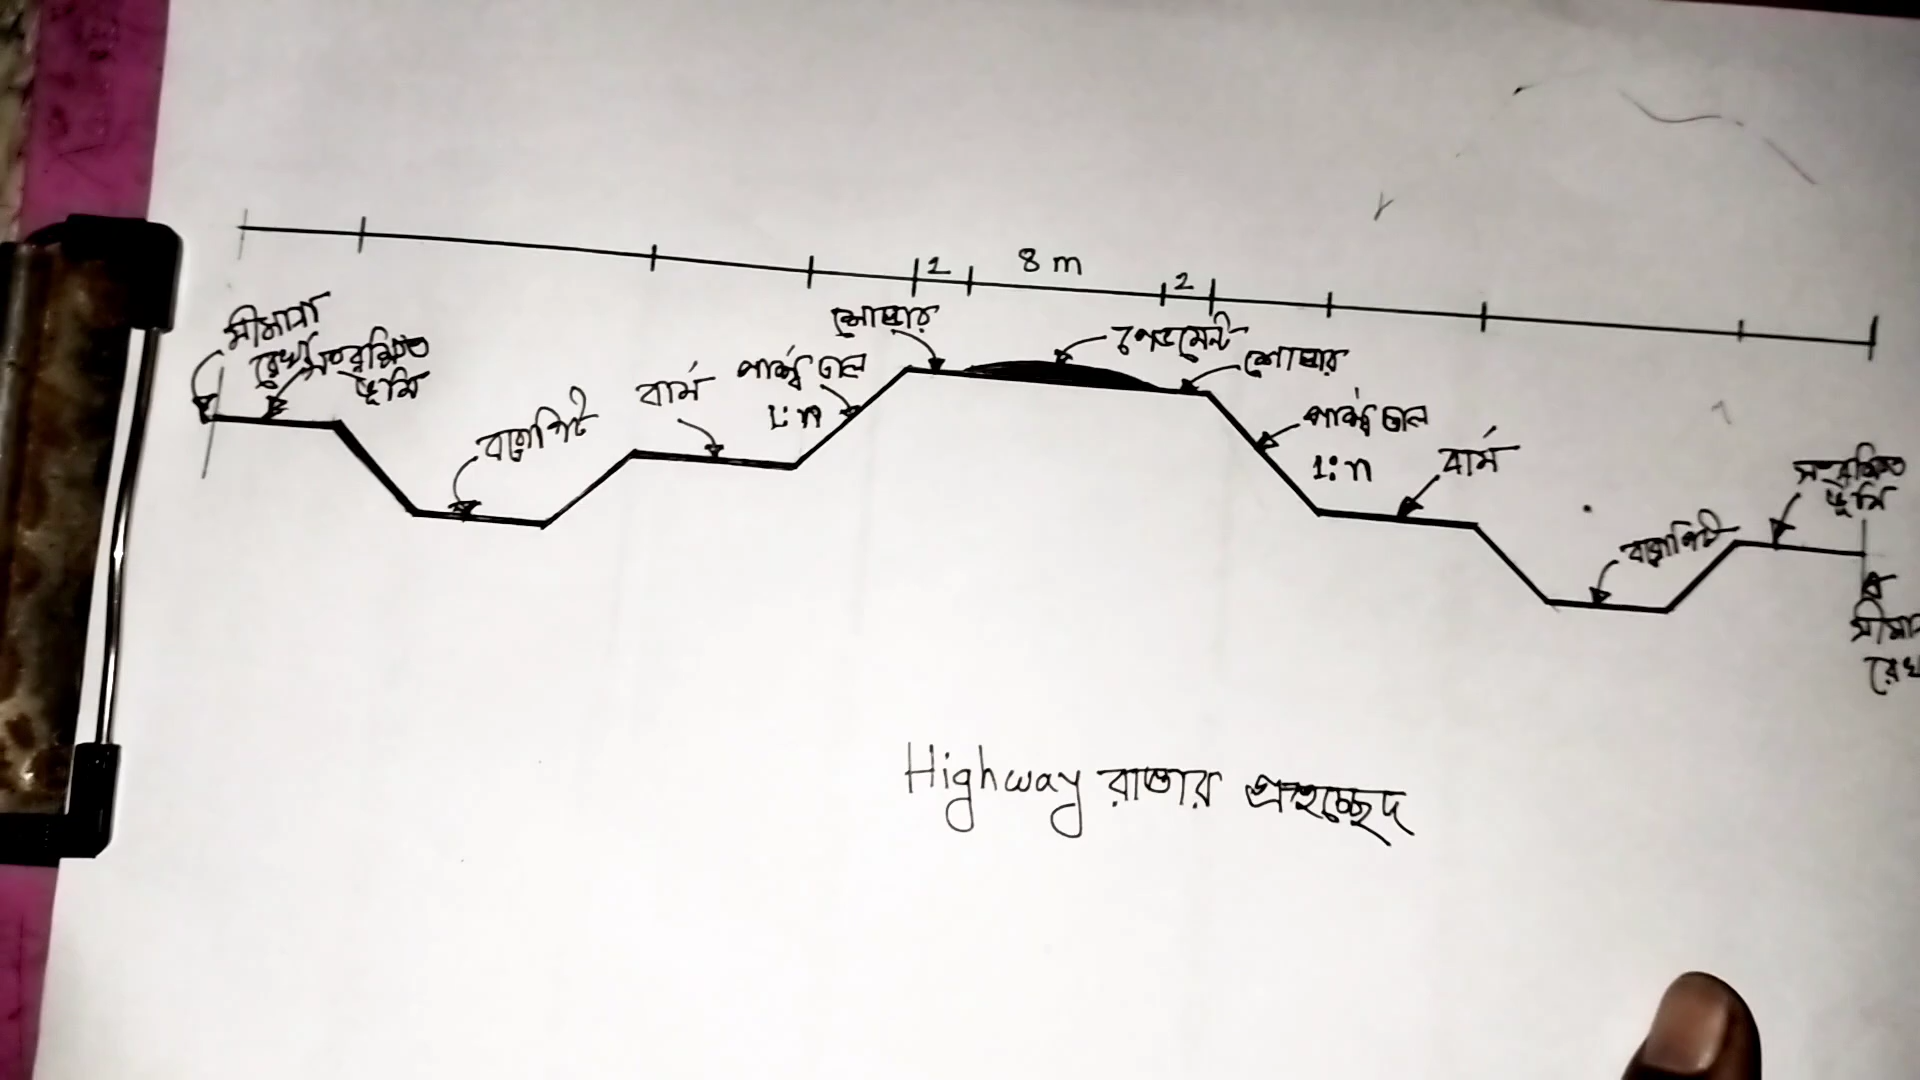 2
8 m
2
সীমানা
রেখা
সংরক্ষিত
ভূমি
বরোপিট
বার্ম
পার্শ্ব ঢাল
1:n
শোল্ডার
পেভমেন্ট
শোল্ডার
পার্শ্ব ঢাল
1:n
বার্ম
বরোপিট
সংরক্ষিত
ভূমি
Highway রাস্তার প্রস্থচ্ছেদ